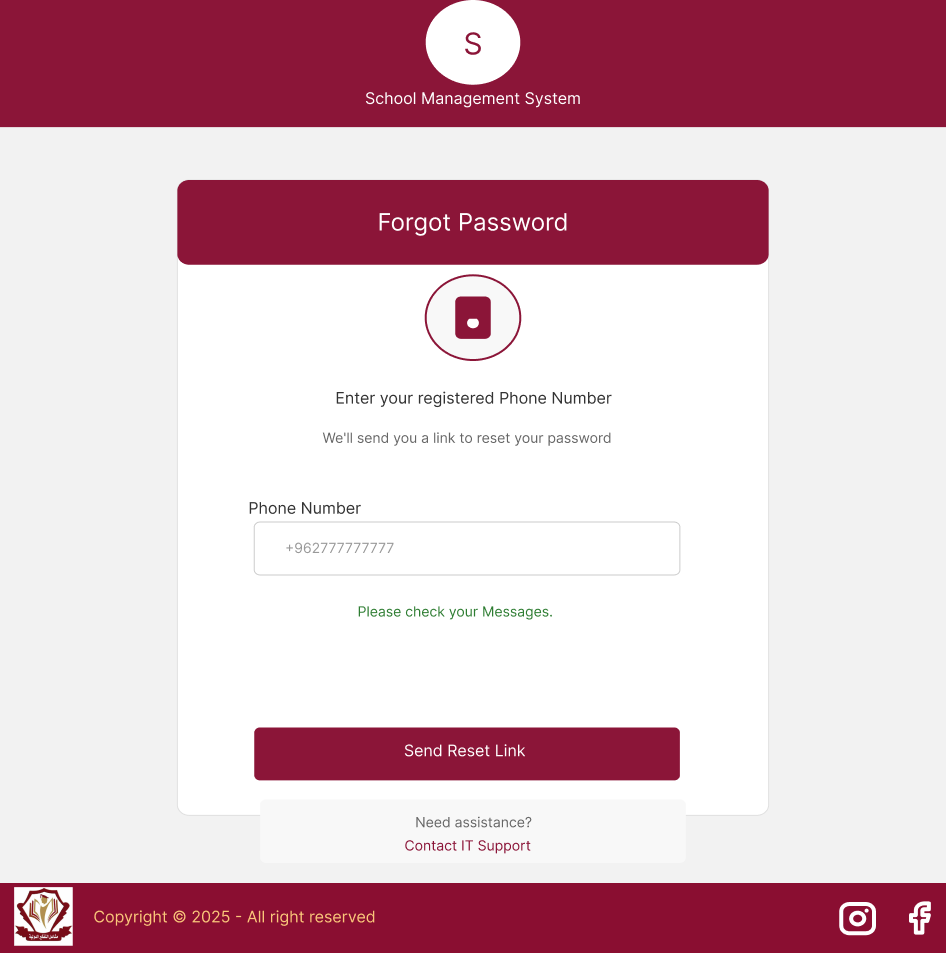 S
School Management System
Forgot Password
Enter your registered Phone Number
We'll send you a link to reset your password
Phone Number
+962777777777
Please check your Messages.
Send Reset Link
Need assistance?
Contact IT Support
Copyright © 2025 - All right reserved